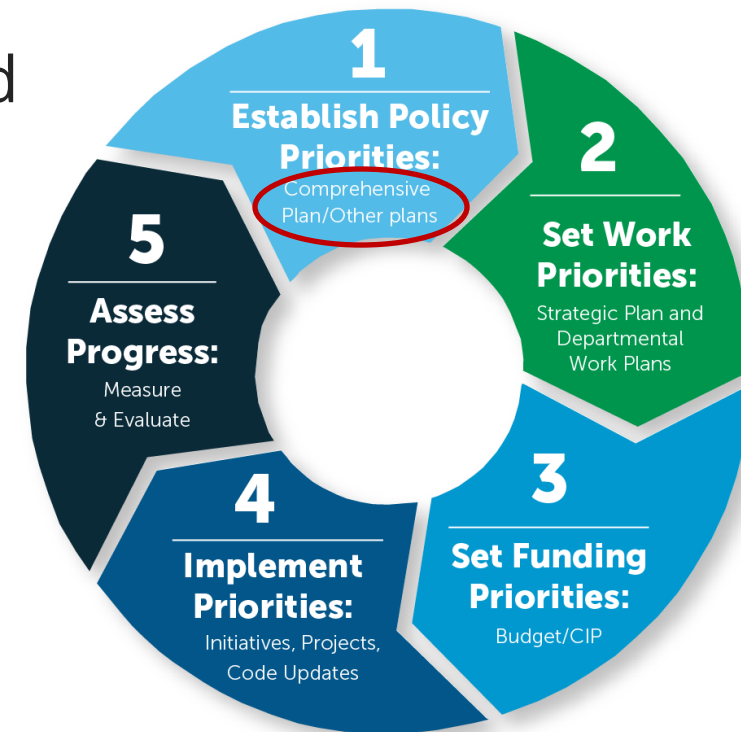 d
1
Establish Policy
Priorities:
Comprehensive
Plan/Other plans
2
Set Work
Priorities:
Strategic Plan and
Departmental
Work Plans
3
Set Funding
Priorities:
Budget/CIP
4
Implement
Priorities:
Initiatives, Projects,
Code Updates
5
Assess
Progress:
Measure
& Evaluate